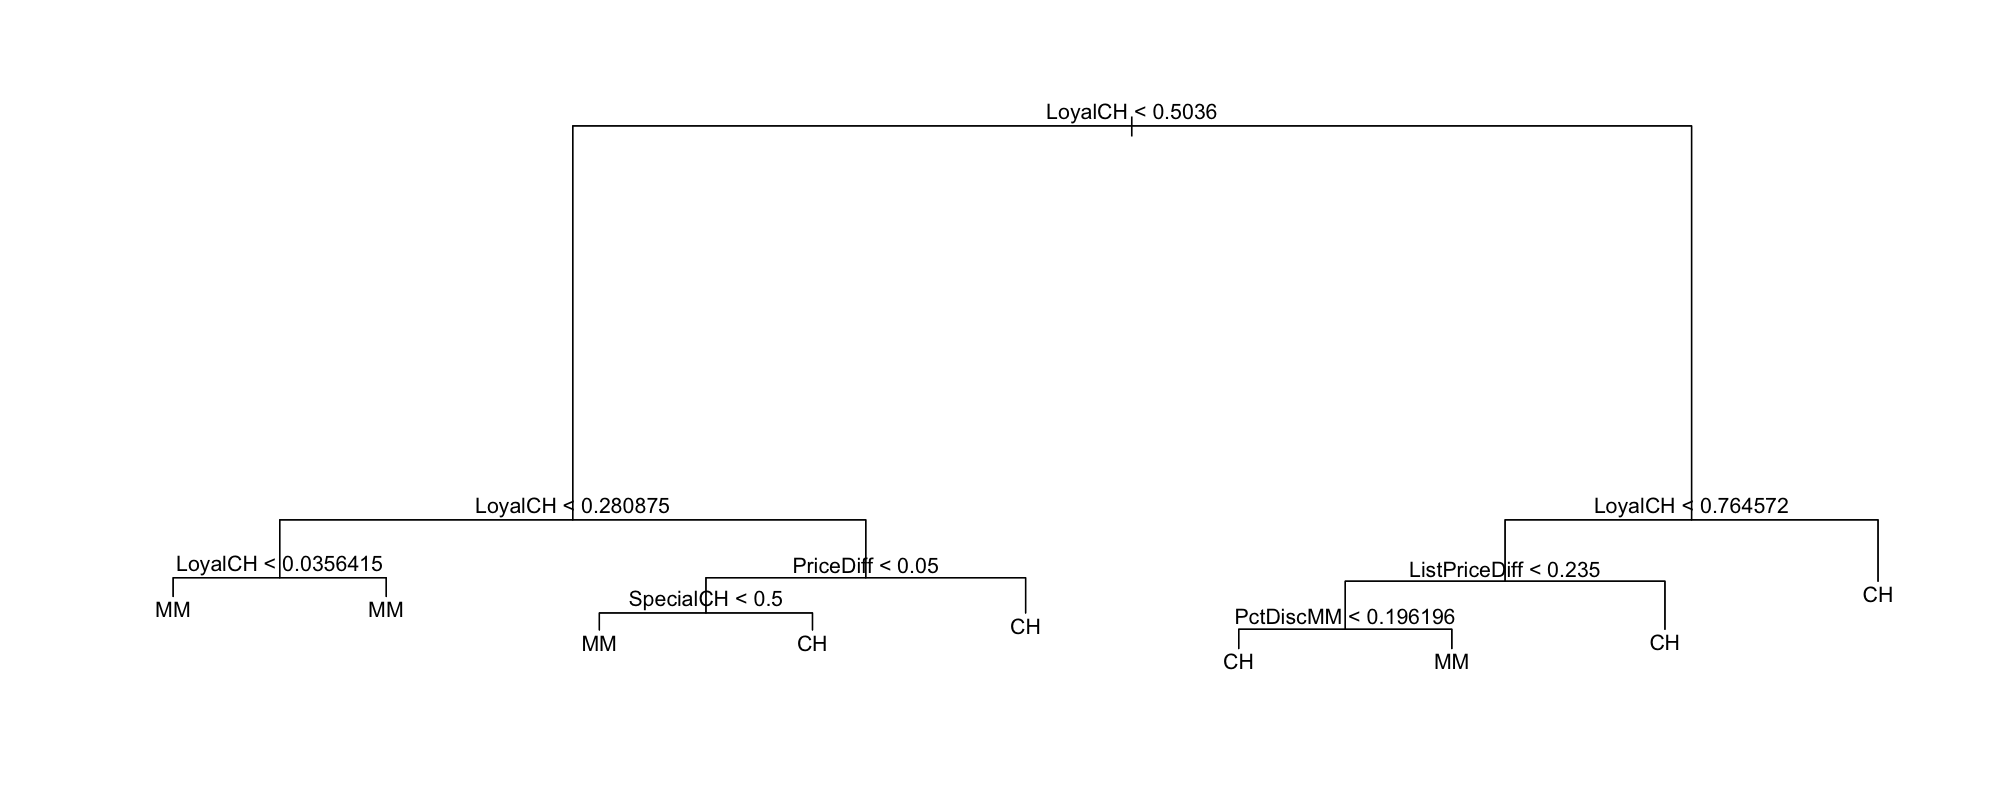 LoyalCH < 0.5036
LoyalCH < 0.280875
LoyalCH < 0.764572
LoyalCH < 0.0356415
PriceDiff < 0.05
ListPriceDiff < 0.235
CH
SpecialCH < 0.5
MM
MM
PctDiscMM < 0.196196
CH
MM
CH
CH
CH
MM